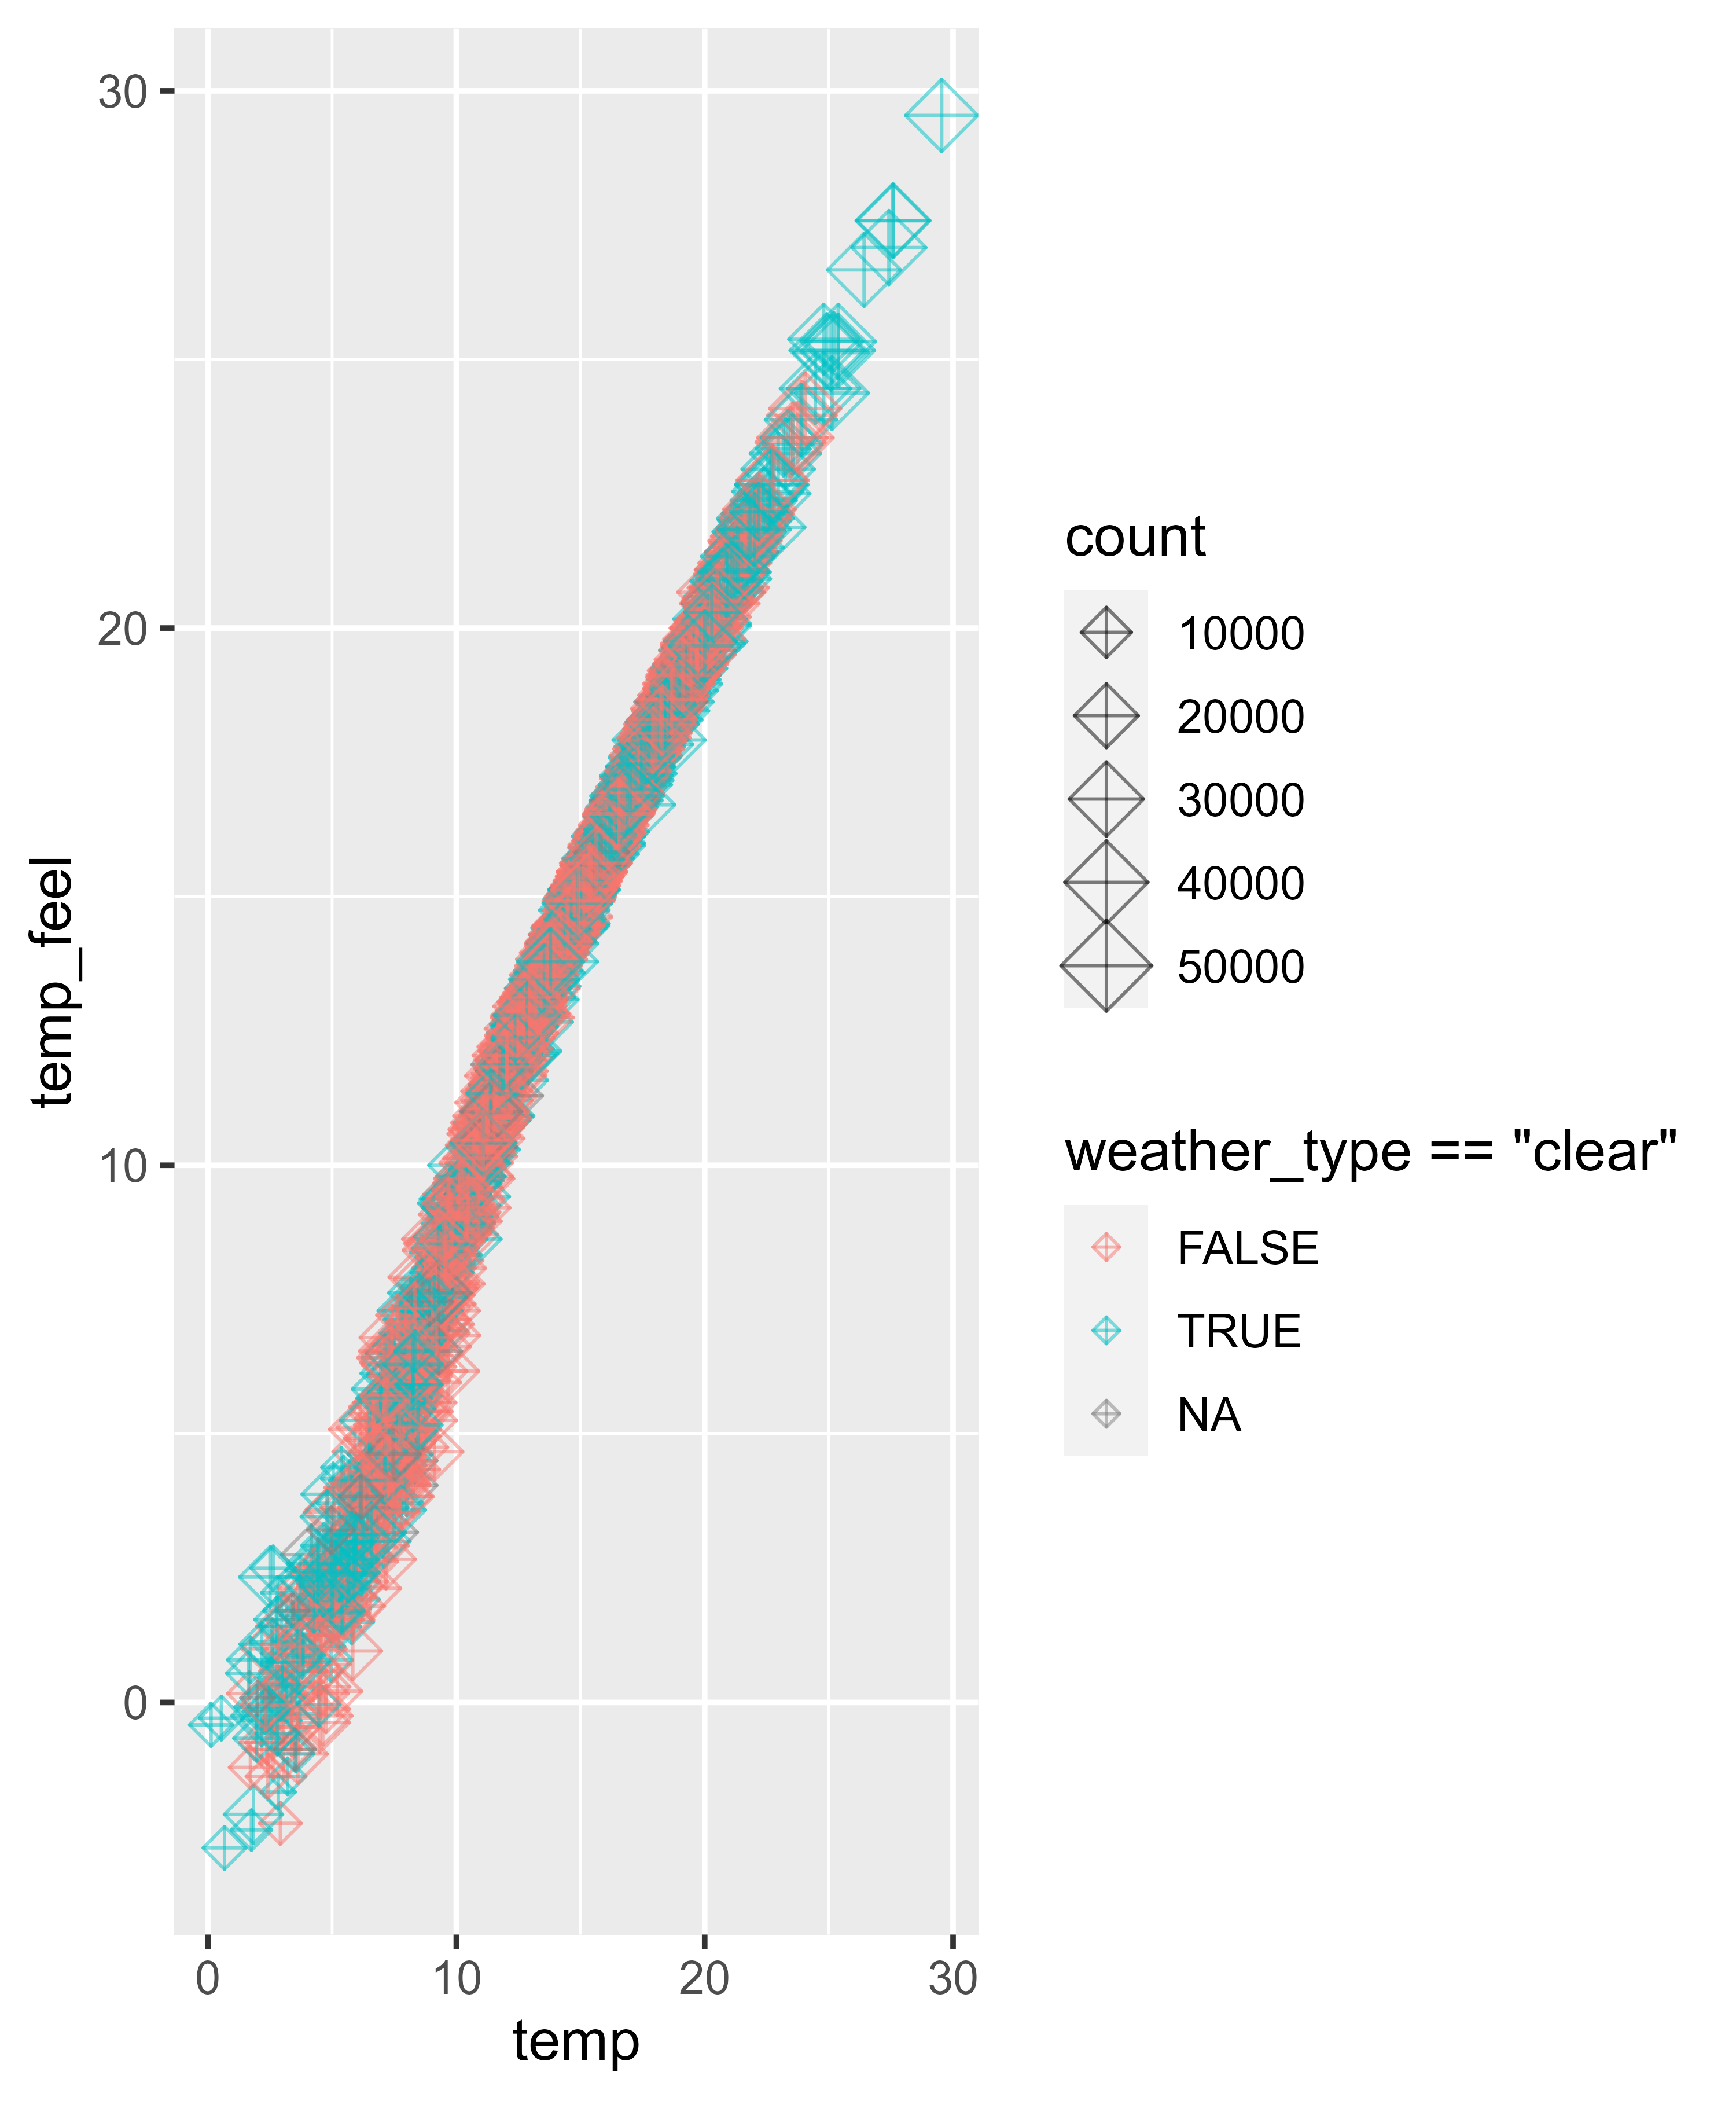 30
20
10
0
temp_feel
0 10 20 30
temp
count
10000
20000
30000
40000
50000
weather_type == "clear"
FALSE
TRUE
NA